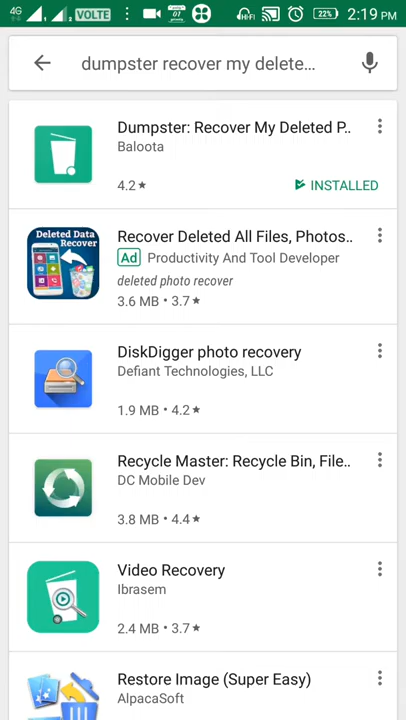 4G VOLTE 22% 2:19 PM
dumpster recover my delete...
Dumpster: Recover My Deleted P..
Baloota
4.2★
INSTALLED
Deleted Data
Recover
Recover Deleted All Files, Photos..
Ad Productivity And Tool Developer
deleted photo recover
3.6 MB • 3.7★
DiskDigger photo recovery
Defiant Technologies, LLC
1.9 MB • 4.2★
Recycle Master: Recycle Bin, File..
DC Mobile Dev
3.8 MB • 4.4★
Video Recovery
Ibrasem
2.4 MB • 3.7★
Restore Image (Super Easy)
AlpacaSoft